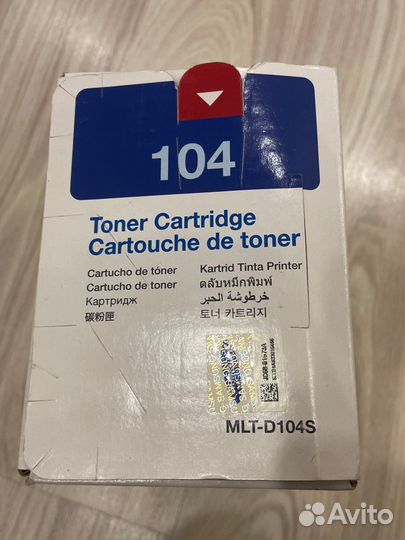 104
Toner Cartridge
Cartouche de toner
Cartucho de tóner
Cartucho de toner
Картридж
碳粉匣
Kartrid Tinta Printer
ตลับหมึกพิมพ์
خرطوشة الحبر
토너 카트리지
SAMSUNG
MLT-D104S
Avito